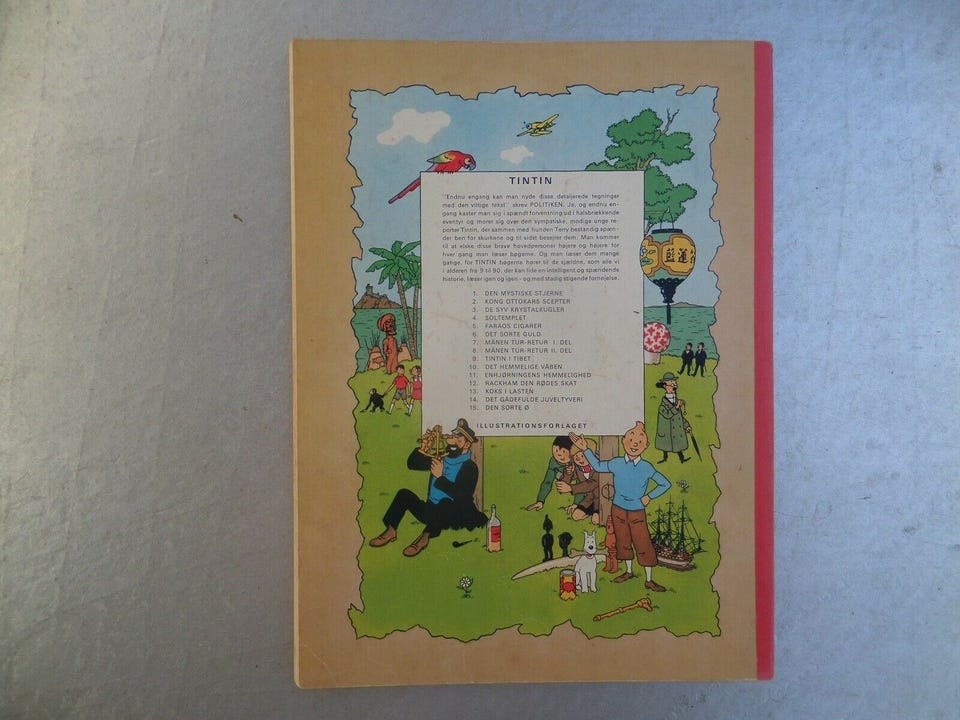 TINTIN
"Endnu engang kan man nyde disse detaljerede tegninger
med den vittige tekst" skrev POLITIKEN. Ja, og endnu en-
gang kaster man sig i spændt forventning ud i halsbrækkende
eventyr og morer sig over den sympatiske, modige unge re-
porter Tintin, der sammen med hunden Terry bestandig spæn-
der ben for skurkene og til sidst besejrer dem. Man kommer
til at elske disse brave hovedpersoner højere og højere for
hver gang man læser bøgerne. Og man læser dem mange
gange, for TINTIN bøgerne hører til de sjældne, som alle vi
i alderen fra 9 til 90, der kan lide en intelligent og spændende
historie, læser igen og igen - og med stadig stigende fornøjelse.
1. DEN MYSTISKE STJERNE
2. KONG OTTOKARS SCEPTER
3. DE SYV KRYSTALKUGLER
4. SOLTEMPLET
5. FARAOS CIGARER
6. DET SORTE GULD
7. MÅNEN TUR-RETUR I. DEL
8. MÅNEN TUR-RETUR II. DEL
9. TINTIN I TIBET
10. DET HEMMELIGE VÅBEN
11. ENHJØRNINGENS HEMMELIGHED
12. RACKHAM DEN RØDES SKAT
13. KOKS I LASTEN
14. DET GÅDEFULDE JUVELTYVERI
15. DEN SORTE Ø
ILLUSTRATIONSFORLAGET